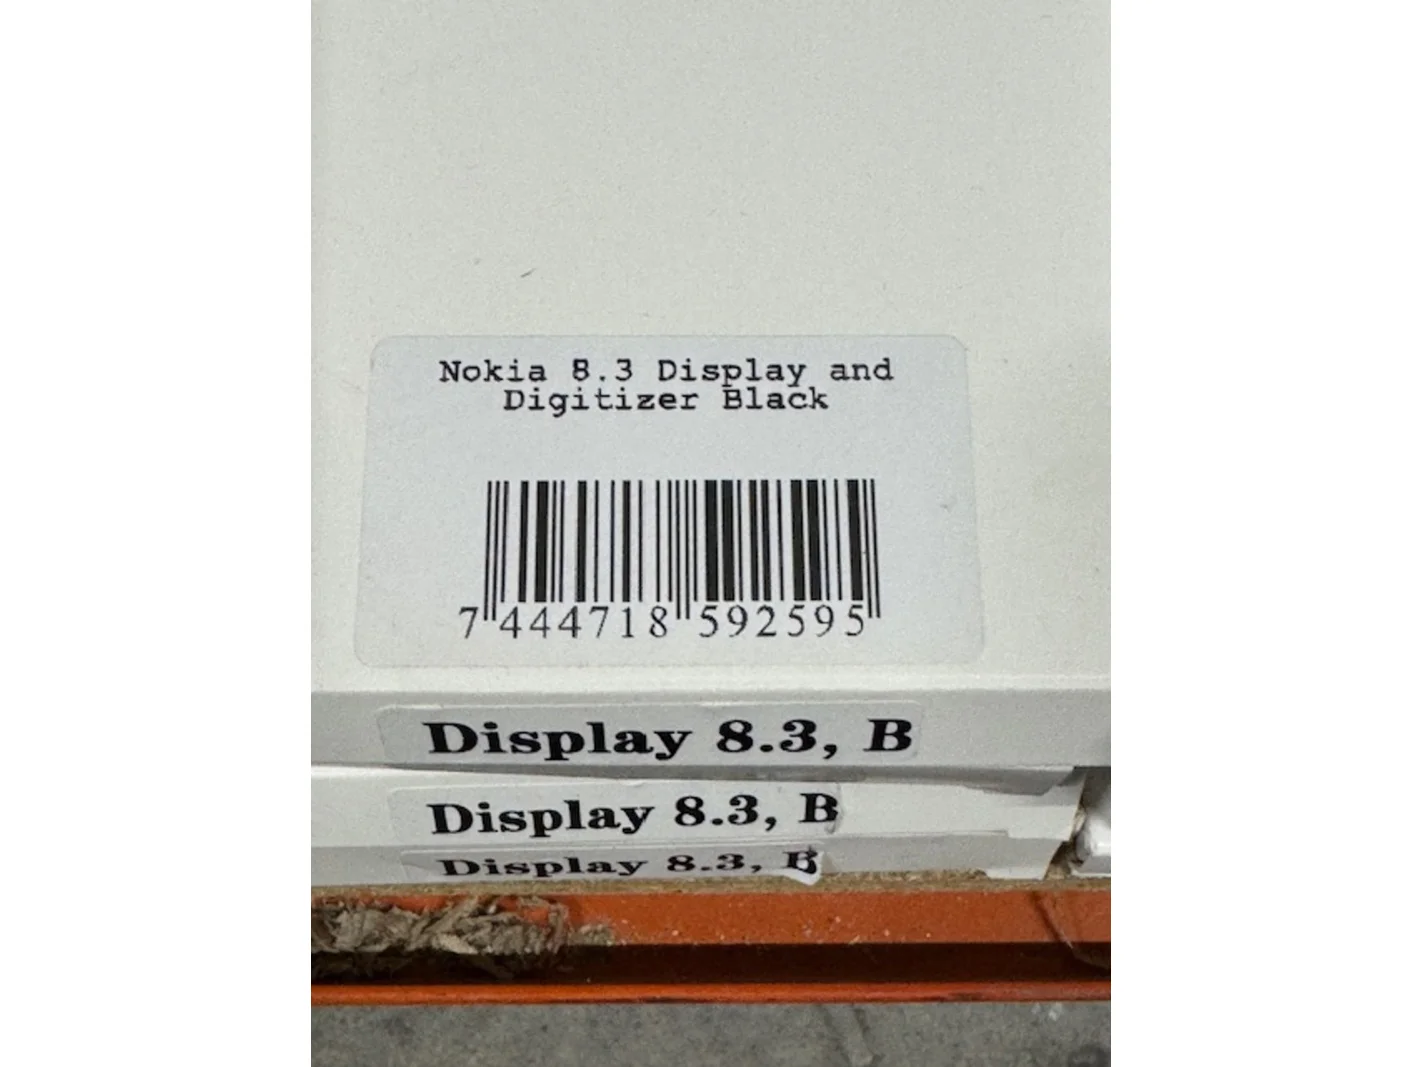 Nokia 8.3 Display and
Digitizer Black
7 444718 592595
Display 8.3, B
Display 8.3, B
Display 8.3, B